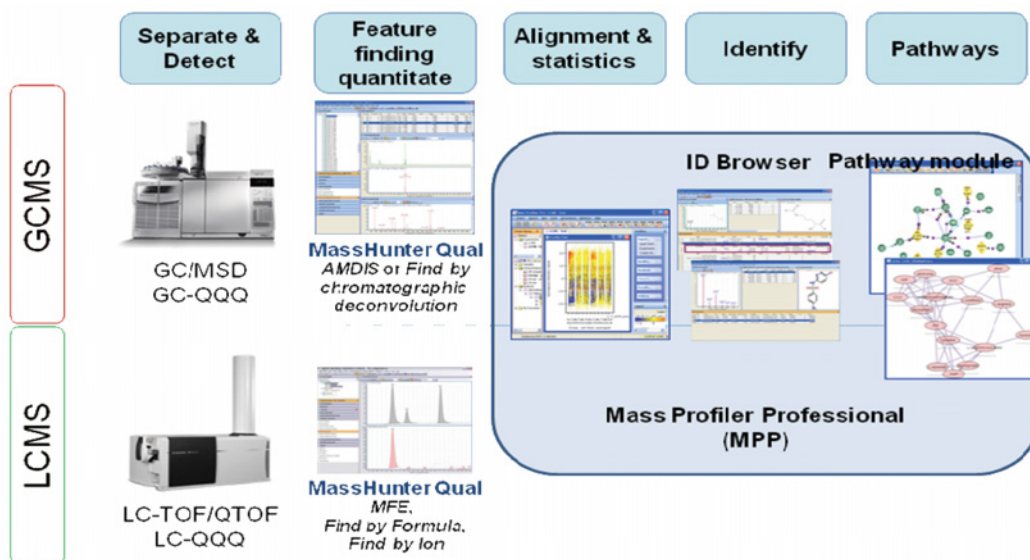 Separate &
Detect
Feature
finding
quantitate
Alignment &
statistics
Identify
Pathways
GCMS
GC/MSD
GC-QQQ
MassHunter Qual
AMDIS or Find by
chromatographic
deconvolution
ID Browser
Pathway module
Mass Profiler Professional
(MPP)
LCMS
LC-TOF/QTOF
LC-QQQ
MassHunter Qual
MFE,
Find by Formula,
Find by Ion